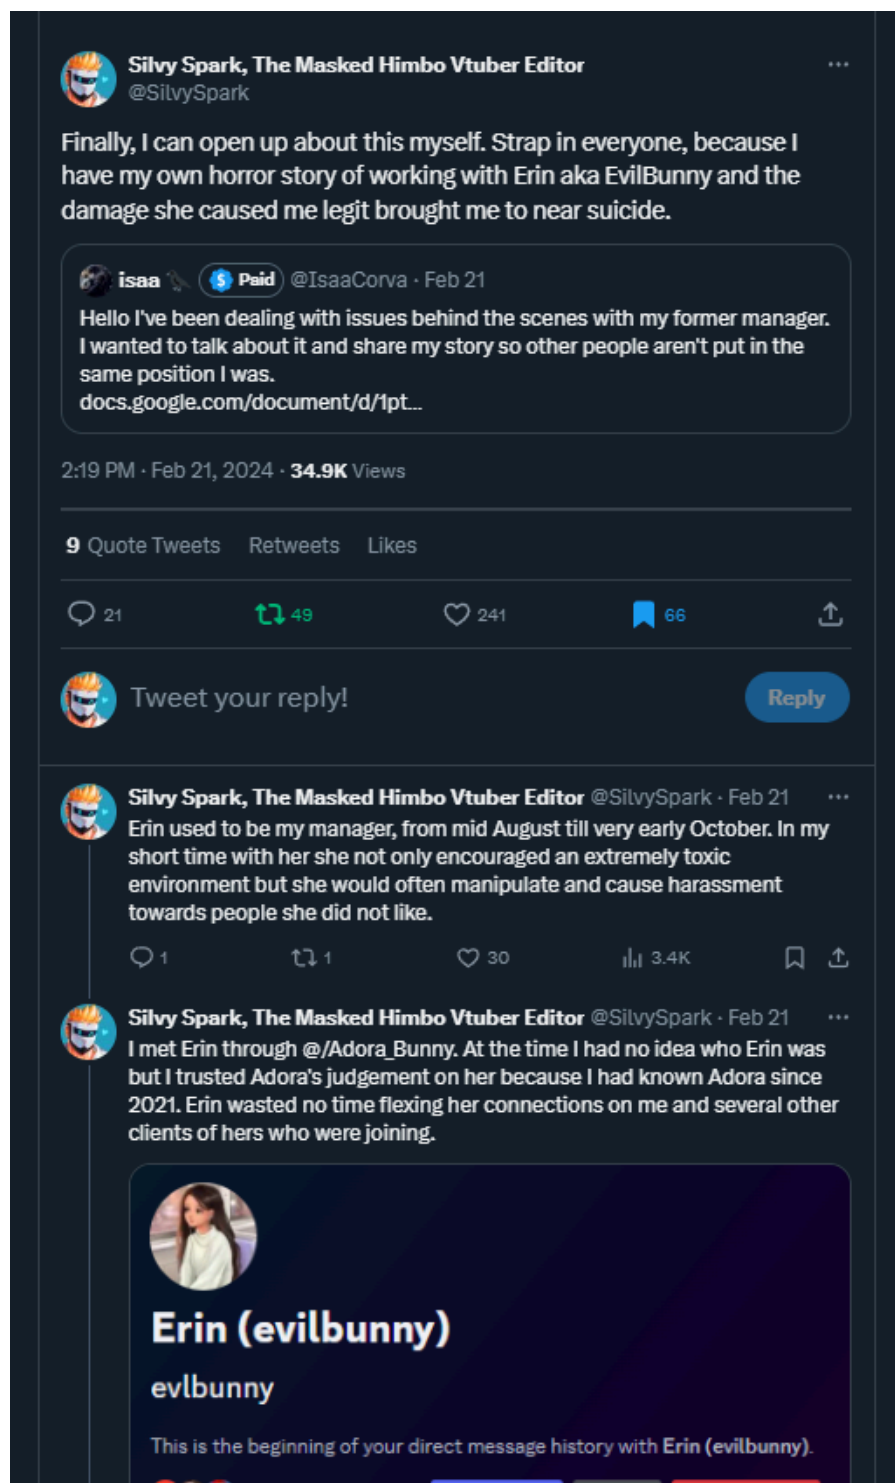 Silvy Spark, The Masked Himbo Vtuber Editor
@SilvySpark
Finally, I can open up about this myself. Strap in everyone, because I
have my own horror story of working with Erin aka EvilBunny and the
damage she caused me legit brought me to near suicide.
isaa Paid @IsaaCorva · Feb 21
Hello I've been dealing with issues behind the scenes with my former manager.
I wanted to talk about it and share my story so other people aren't put in the
same position I was.
docs.google.com/document/d/1pt...
2:19 PM · Feb 21, 2024 · 34.9K Views
9 Quote Tweets Retweets Likes
21 49 241 66
Tweet your reply! Reply
Silvy Spark, The Masked Himbo Vtuber Editor @SilvySpark · Feb 21
Erin used to be my manager, from mid August till very early October. In my
short time with her she not only encouraged an extremely toxic
environment but she would often manipulate and cause harassment
towards people she did not like.
1 1 30 3.4K
Silvy Spark, The Masked Himbo Vtuber Editor @SilvySpark · Feb 21
I met Erin through @/Adora_Bunny. At the time I had no idea who Erin was
but I trusted Adora's judgement on her because I had known Adora since
2021. Erin wasted no time flexing her connections on me and several other
clients of hers who were joining.
Erin (evilbunny)
evlbunny
This is the beginning of your direct message history with Erin (evilbunny).